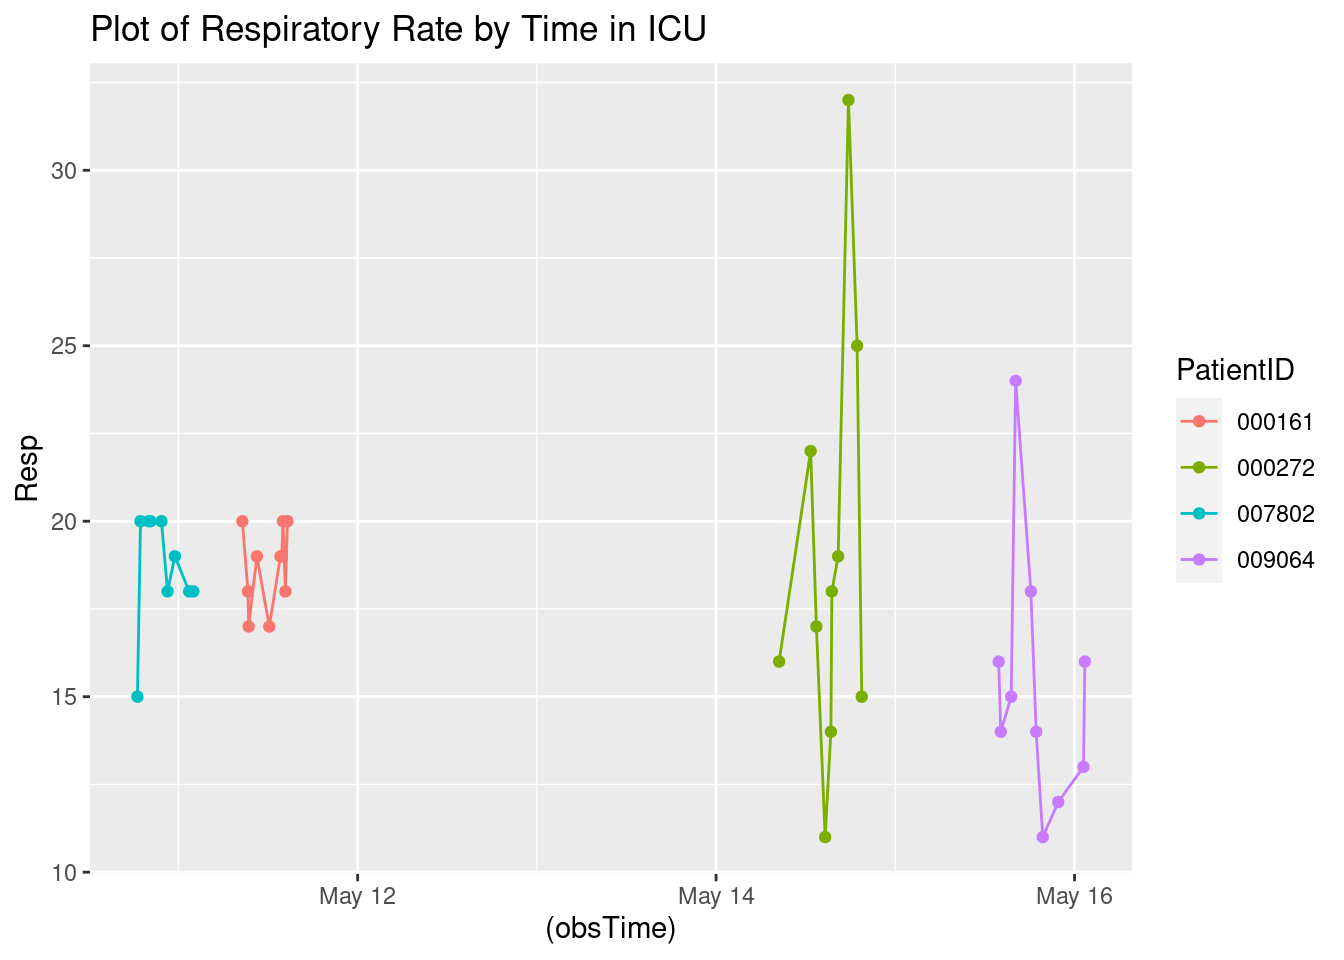 Plot of Respiratory Rate by Time in ICU
30
25
20
15
10
Resp
May 12
May 14
May 16
(obsTime)
PatientID
000161
000272
007802
009064